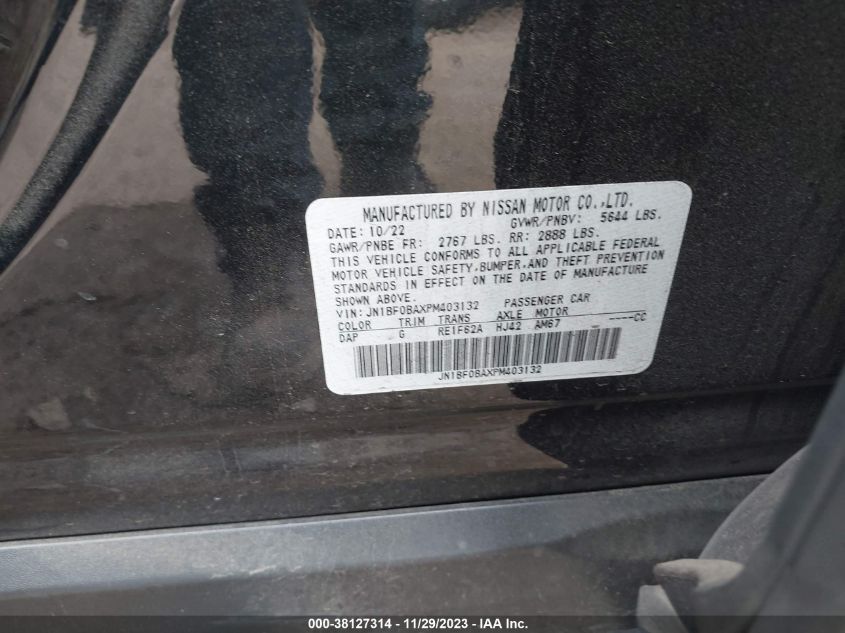 MANUFACTURED BY NISSAN MOTOR CO.,LTD.
DATE: 10/22 GVWR/PNBV: 5644 LBS.
GAWR/PNBE FR: 2767 LBS. RR: 2888 LBS.
THIS VEHICLE CONFORMS TO ALL APPLICABLE FEDERAL
MOTOR VEHICLE SAFETY,BUMPER,AND THEFT PREVENTION
STANDARDS IN EFFECT ON THE DATE OF MANUFACTURE
SHOWN ABOVE.
VIN: JN1BF0BAXPM403132 PASSENGER CAR
COLOR TRIM TRANS AXLE MOTOR
DAP G RE1F62A HJ42 AM67 ----CC
JN1BF0BAXPM403132
000-38127314 | 11/29/2023 - IAA, Inc.